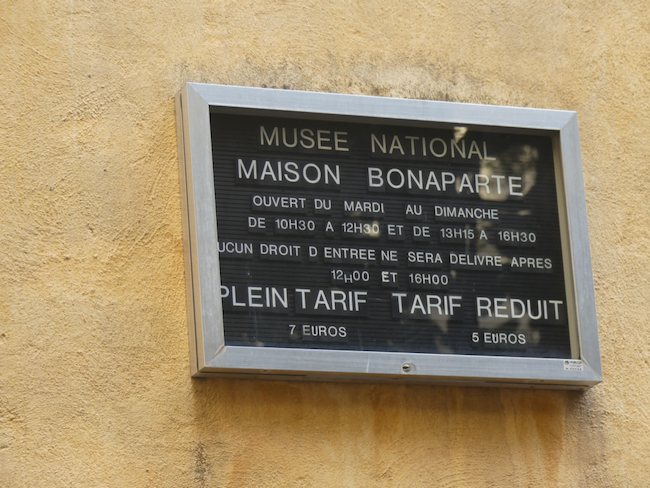 MUSEE NATIONAL
MAISON BONAPARTE
OUVERT DU MARDI AU DIMANCHE
DE 10H30 A 12H30 ET DE 13H15 A 16H30
UCUN DROIT D ENTREE NE SERA DELIVRE APRES
12H00 ET 16H00
PLEIN TARIF TARIF REDUIT
7 EUROS 5 EUROS